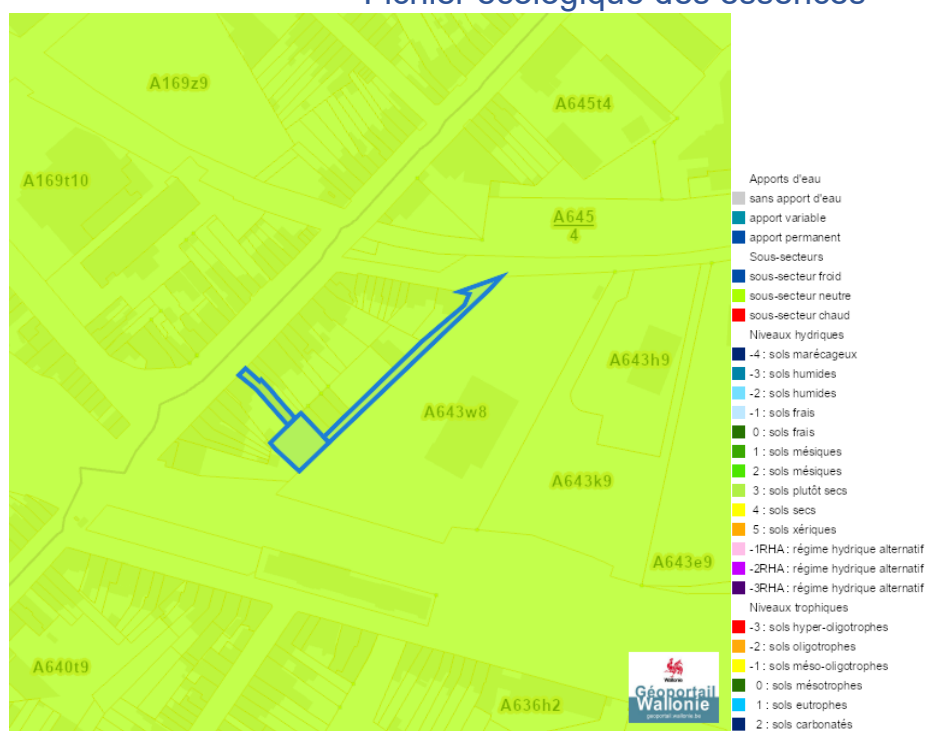 Fichier écologique des essences
A169z9
A645t4
A169t10
A645
4
A643h9
A643w8
A643k9
A643e9
A640t9
A636h2
Wallonie
Géoportail
Wallonie
geoportail.wallonie.be
Apports d'eau
sans apport d'eau
apport variable
apport permanent
Sous-secteurs
sous-secteur froid
sous-secteur neutre
sous-secteur chaud
Niveaux hydriques
-4 : sols marécageux
-3 : sols humides
-2 : sols humides
-1 : sols frais
0 : sols frais
1 : sols mésiques
2 : sols mésiques
3 : sols plutôt secs
4 : sols secs
5 : sols xériques
-1RHA : régime hydrique alternatif
-2RHA : régime hydrique alternatif
-3RHA : régime hydrique alternatif
Niveaux trophiques
-3 : sols hyper-oligotrophes
-2 : sols oligotrophes
-1 : sols méso-oligotrophes
0 : sols mésotrophes
1 : sols eutrophes
2 : sols carbonatés